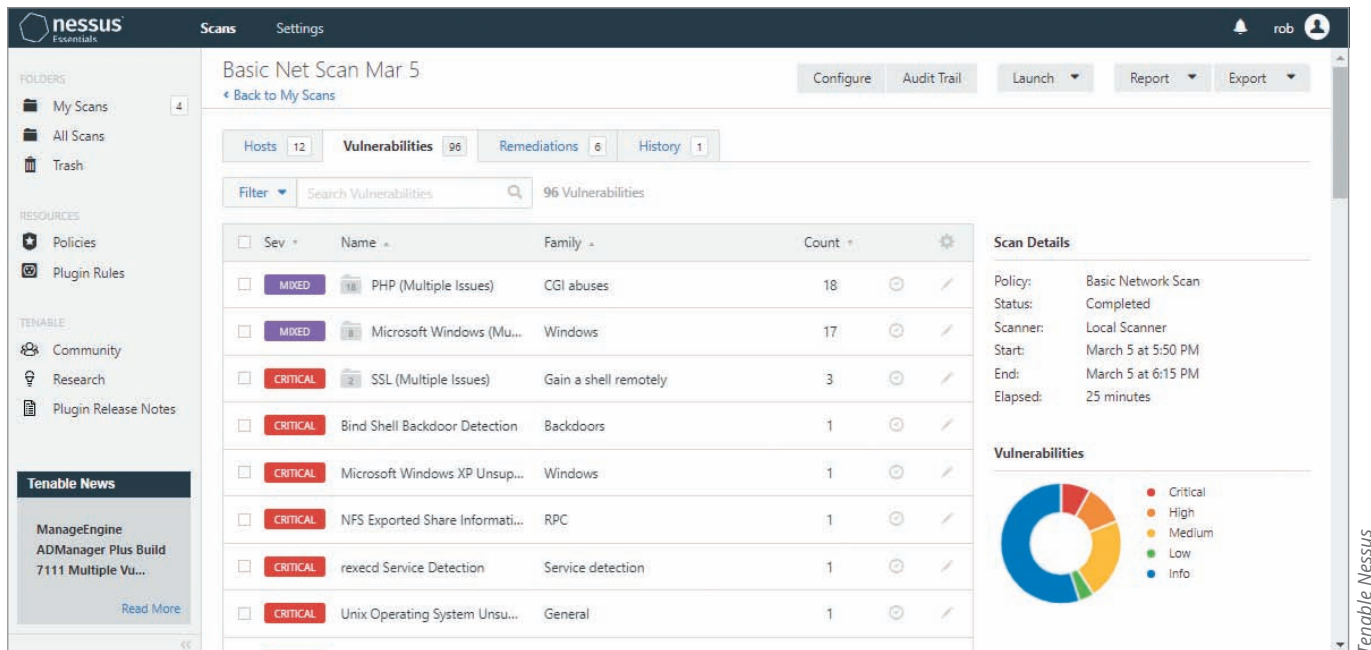 nessus
Essentials
Scans Settings
rob
FOLDERS
My Scans 4
All Scans
Trash
RESOURCES
Policies
Plugin Rules
TENABLE
Community
Research
Plugin Release Notes
Tenable News
ManageEngine
ADManager Plus Build
7111 Multiple Vu...
Read More
Basic Net Scan Mar 5
Back to My Scans
Configure Audit Trail Launch Report Export
Hosts 12 Vulnerabilities 96 Remediations 6 History 1
Filter Search Vulnerabilities 96 Vulnerabilities
Sev Name Family Count
MIXED 18 PHP (Multiple Issues) CGI abuses 18
MIXED 8 Microsoft Windows (Mu... Windows 17
CRITICAL 2 SSL (Multiple Issues) Gain a shell remotely 3
CRITICAL Bind Shell Backdoor Detection Backdoors 1
CRITICAL Microsoft Windows XP Unsup... Windows 1
CRITICAL NFS Exported Share Informati... RPC 1
CRITICAL rexecd Service Detection Service detection 1
CRITICAL Unix Operating System Unsu... General 1
Scan Details
Policy: Basic Network Scan
Status: Completed
Scanner: Local Scanner
Start: March 5 at 5:50 PM
End: March 5 at 6:15 PM
Elapsed: 25 minutes
Vulnerabilities
Critical
High
Medium
Low
Info
Tenable Nessus